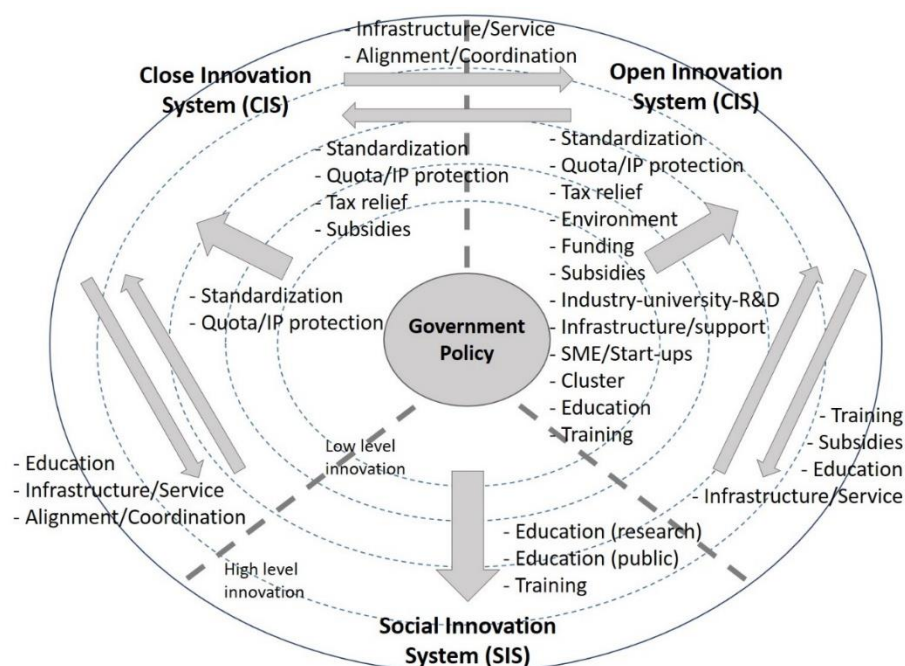 - Infrastructure/Service
- Alignment/Coordination
Close Innovation
System (CIS)
Open Innovation
System (CIS)
- Standardization
- Quota/IP protection
- Tax relief
- Subsidies
- Standardization
- Quota/IP protection
- Tax relief
- Environment
- Funding
- Subsidies
- Industry-university-R&D
- Infrastructure/support
- SME/Start-ups
- Cluster
- Education
- Training
- Standardization
- Quota/IP protection
Government
Policy
Low level
innovation
- Education
- Infrastructure/Service
- Alignment/Coordination
- Training
- Subsidies
- Education
- Infrastructure/Service
High level
innovation
- Education (research)
- Education (public)
- Training
Social Innovation
System (SIS)